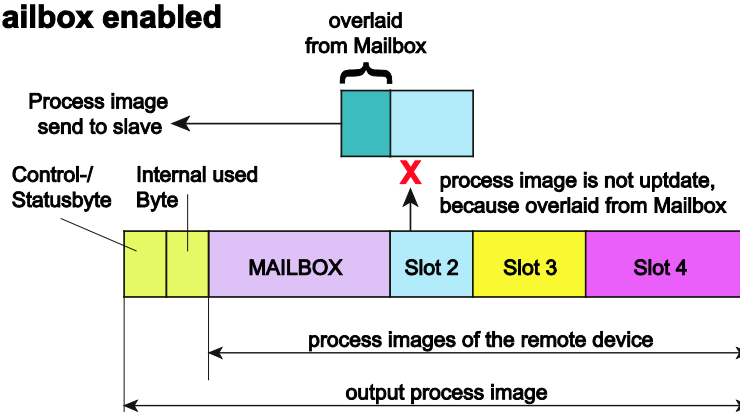 ailbox enabled
overlaid
from Mailbox
Process image
send to slave
Control-/
Statusbyte
Internal used
Byte
X
process image is not uptdate,
because overlaid from Mailbox
MAILBOX
Slot 2
Slot 3
Slot 4
process images of the remote device
output process image